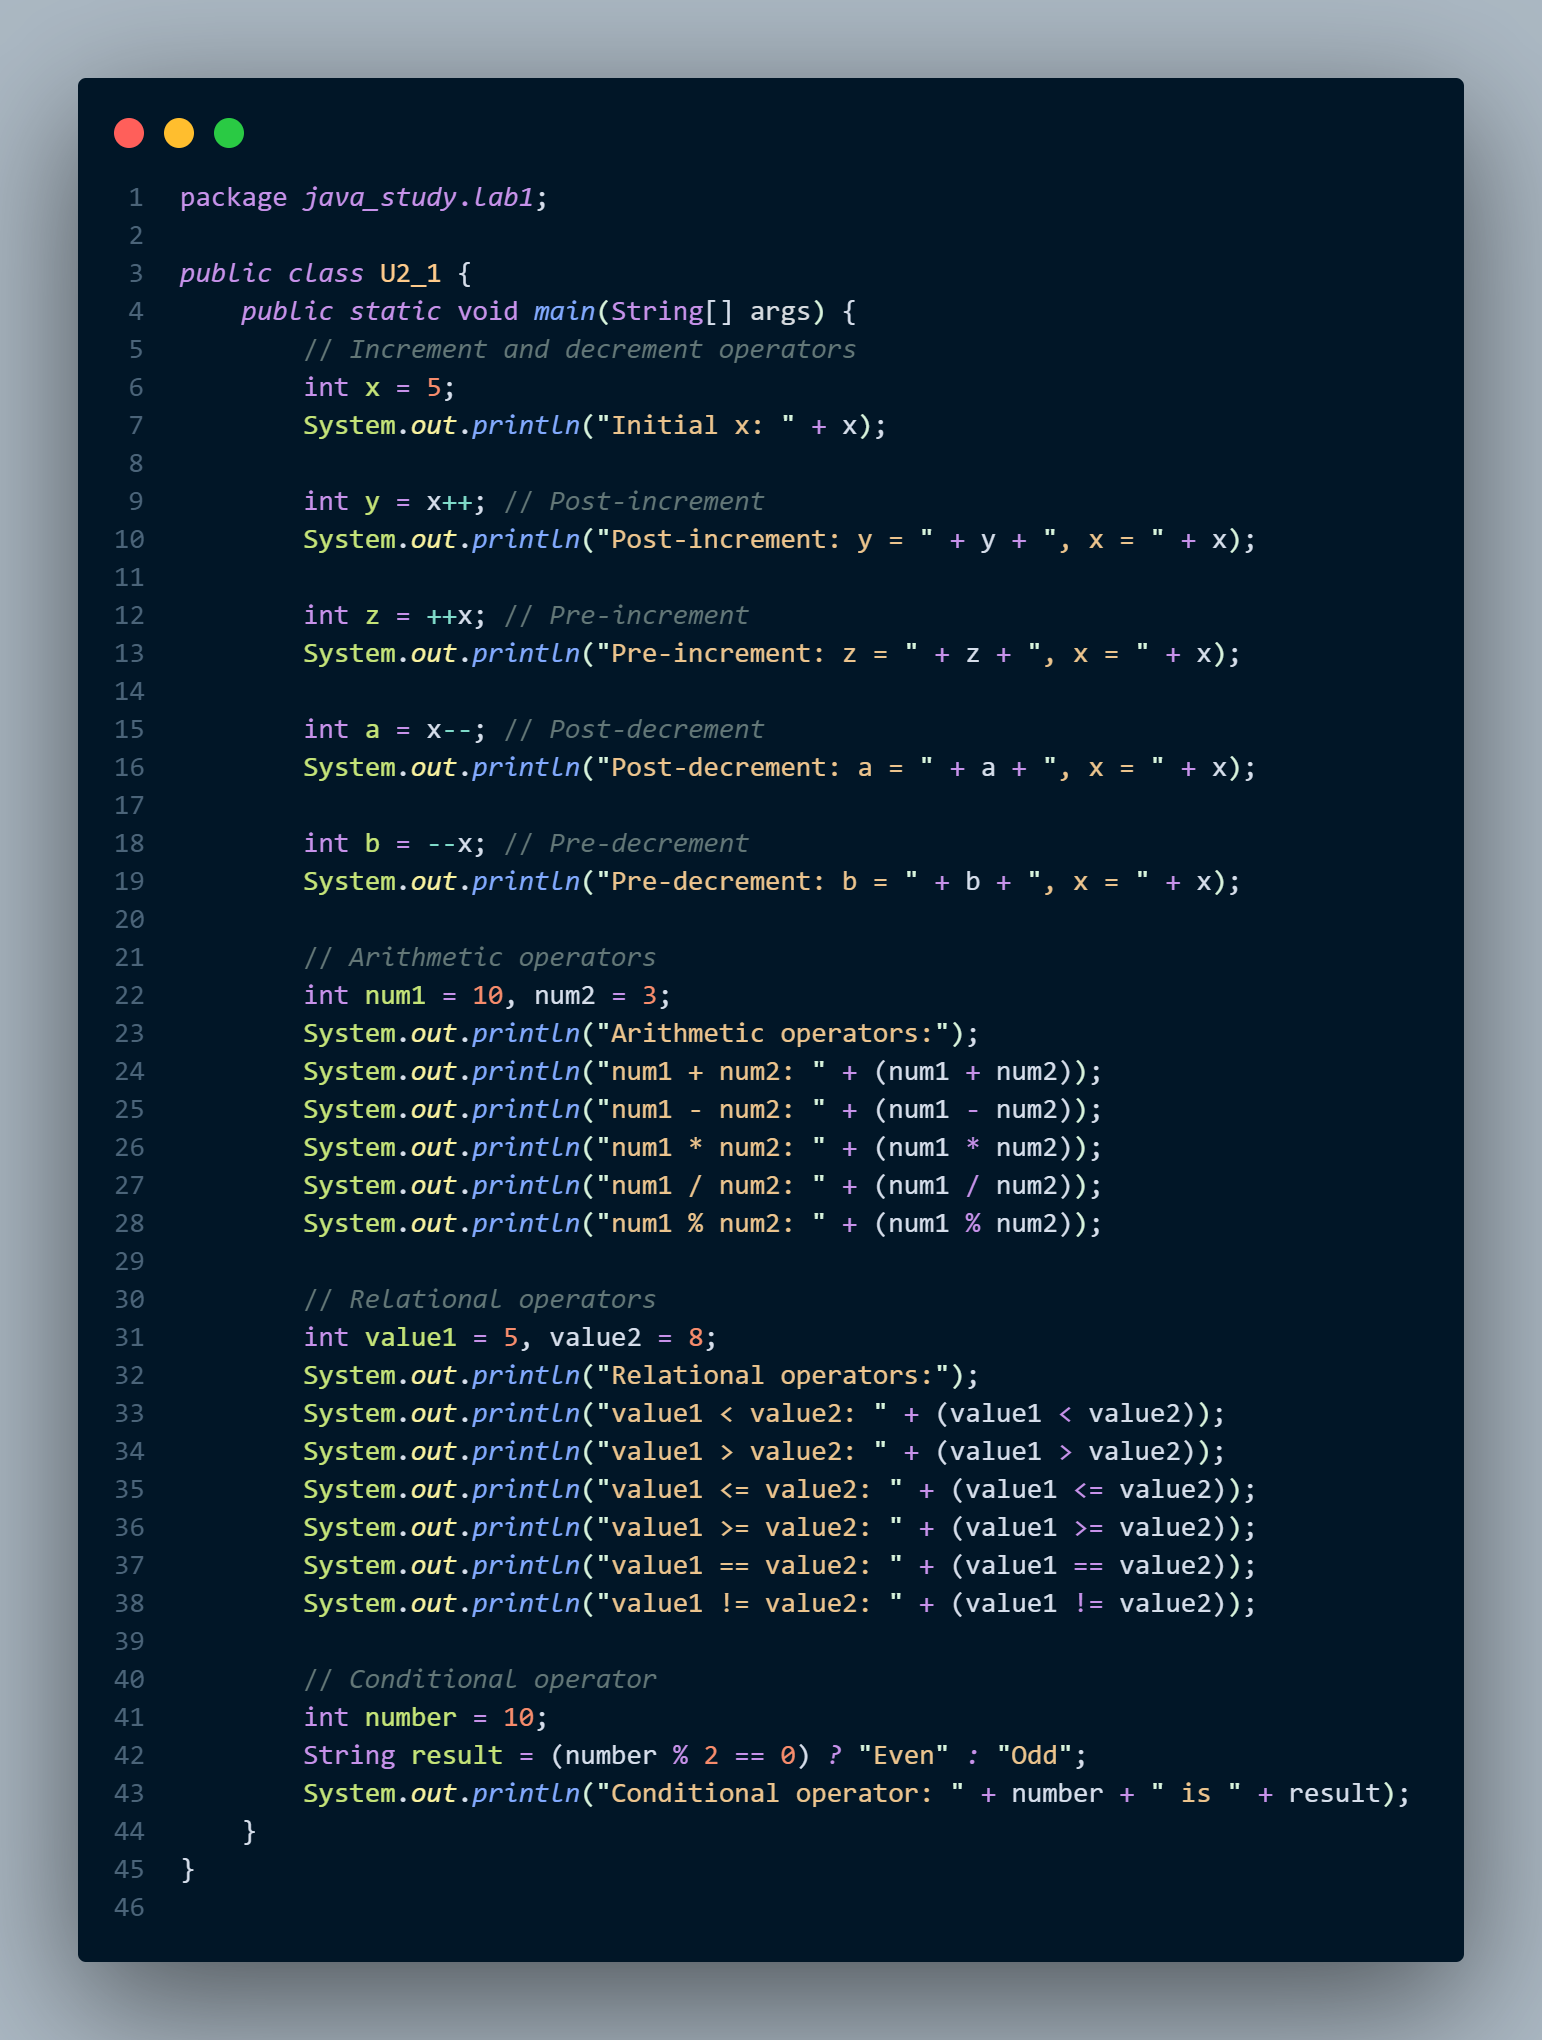 1 package java_study.lab1;
2
3 public class U2_1 {
4     public static void main(String[] args) {
5         // Increment and decrement operators
6         int x = 5;
7         System.out.println("Initial x: " + x);
8
9         int y = x++; // Post-increment
10         System.out.println("Post-increment: y = " + y + ", x = " + x);
11
12         int z = ++x; // Pre-increment
13         System.out.println("Pre-increment: z = " + z + ", x = " + x);
14
15         int a = x--; // Post-decrement
16         System.out.println("Post-decrement: a = " + a + ", x = " + x);
17
18         int b = --x; // Pre-decrement
19         System.out.println("Pre-decrement: b = " + b + ", x = " + x);
20
21         // Arithmetic operators
22         int num1 = 10, num2 = 3;
23         System.out.println("Arithmetic operators:");
24         System.out.println("num1 + num2: " + (num1 + num2));
25         System.out.println("num1 - num2: " + (num1 - num2));
26         System.out.println("num1 * num2: " + (num1 * num2));
27         System.out.println("num1 / num2: " + (num1 / num2));
28         System.out.println("num1 % num2: " + (num1 % num2));
29
30         // Relational operators
31         int value1 = 5, value2 = 8;
32         System.out.println("Relational operators:");
33         System.out.println("value1 < value2: " + (value1 < value2));
34         System.out.println("value1 > value2: " + (value1 > value2));
35         System.out.println("value1 <= value2: " + (value1 <= value2));
36         System.out.println("value1 >= value2: " + (value1 >= value2));
37         System.out.println("value1 == value2: " + (value1 == value2));
38         System.out.println("value1 != value2: " + (value1 != value2));
39
40         // Conditional operator
41         int number = 10;
42         String result = (number % 2 == 0) ? "Even" : "Odd";
43         System.out.println("Conditional operator: " + number + " is " + result);
44     }
45 }
46